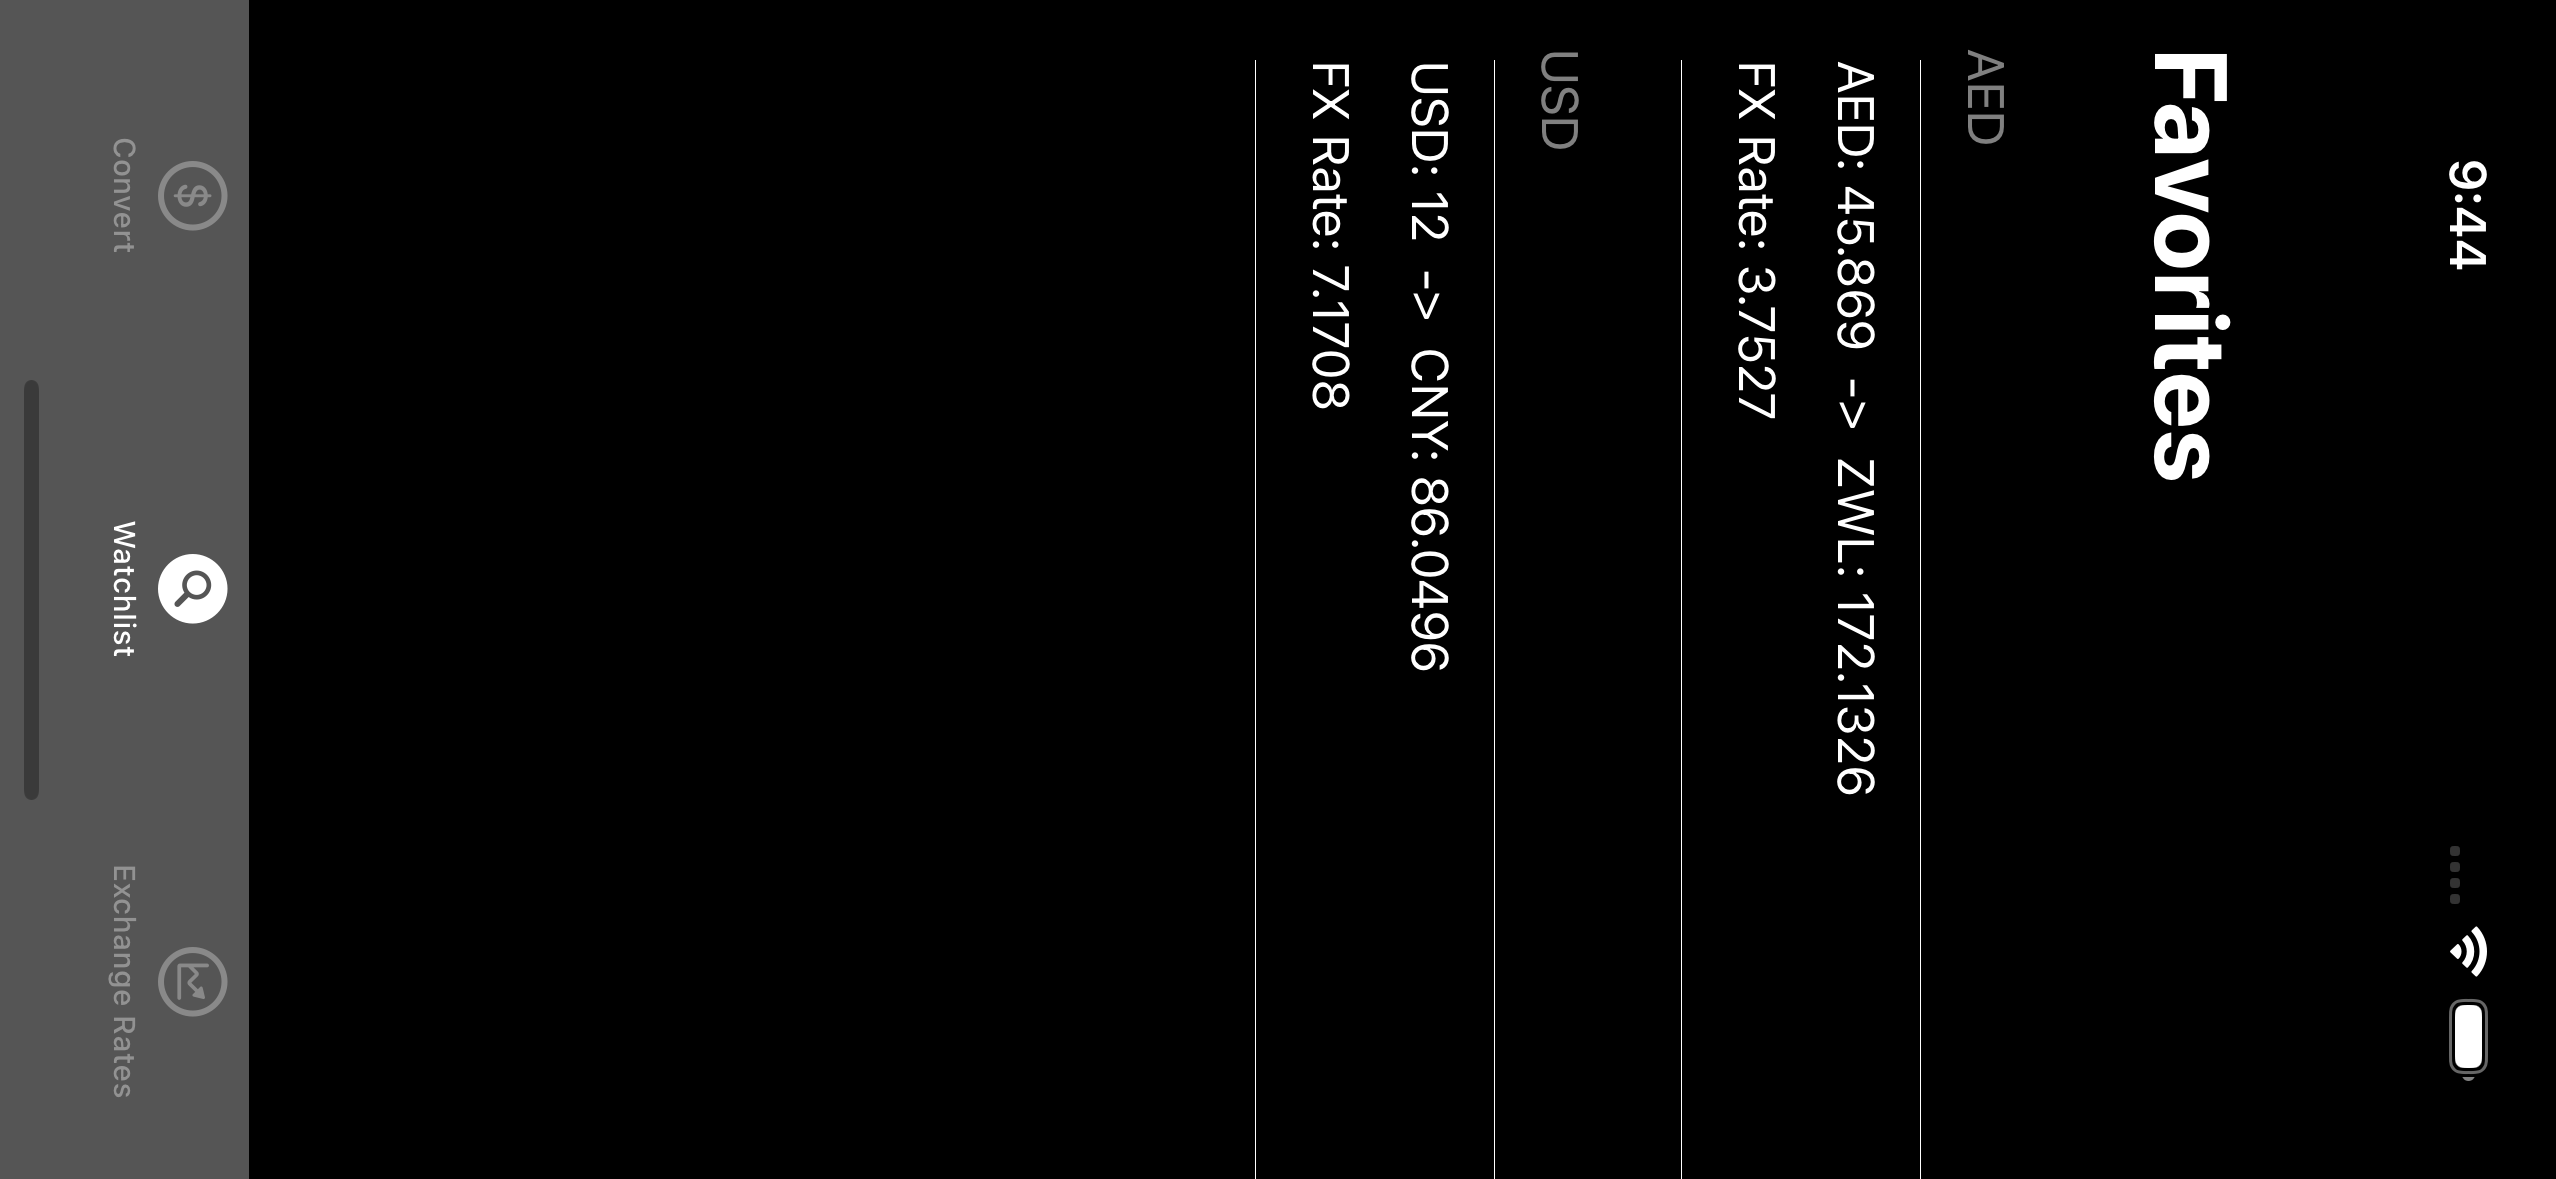 9:44
Favorites
AED
AED: 45.869 -> ZWL: 172.1326
FX Rate: 3.7527
USD
USD: 12 -> CNY: 86.0496
FX Rate: 7.1708
Convert
Watchlist
Exchange Rates